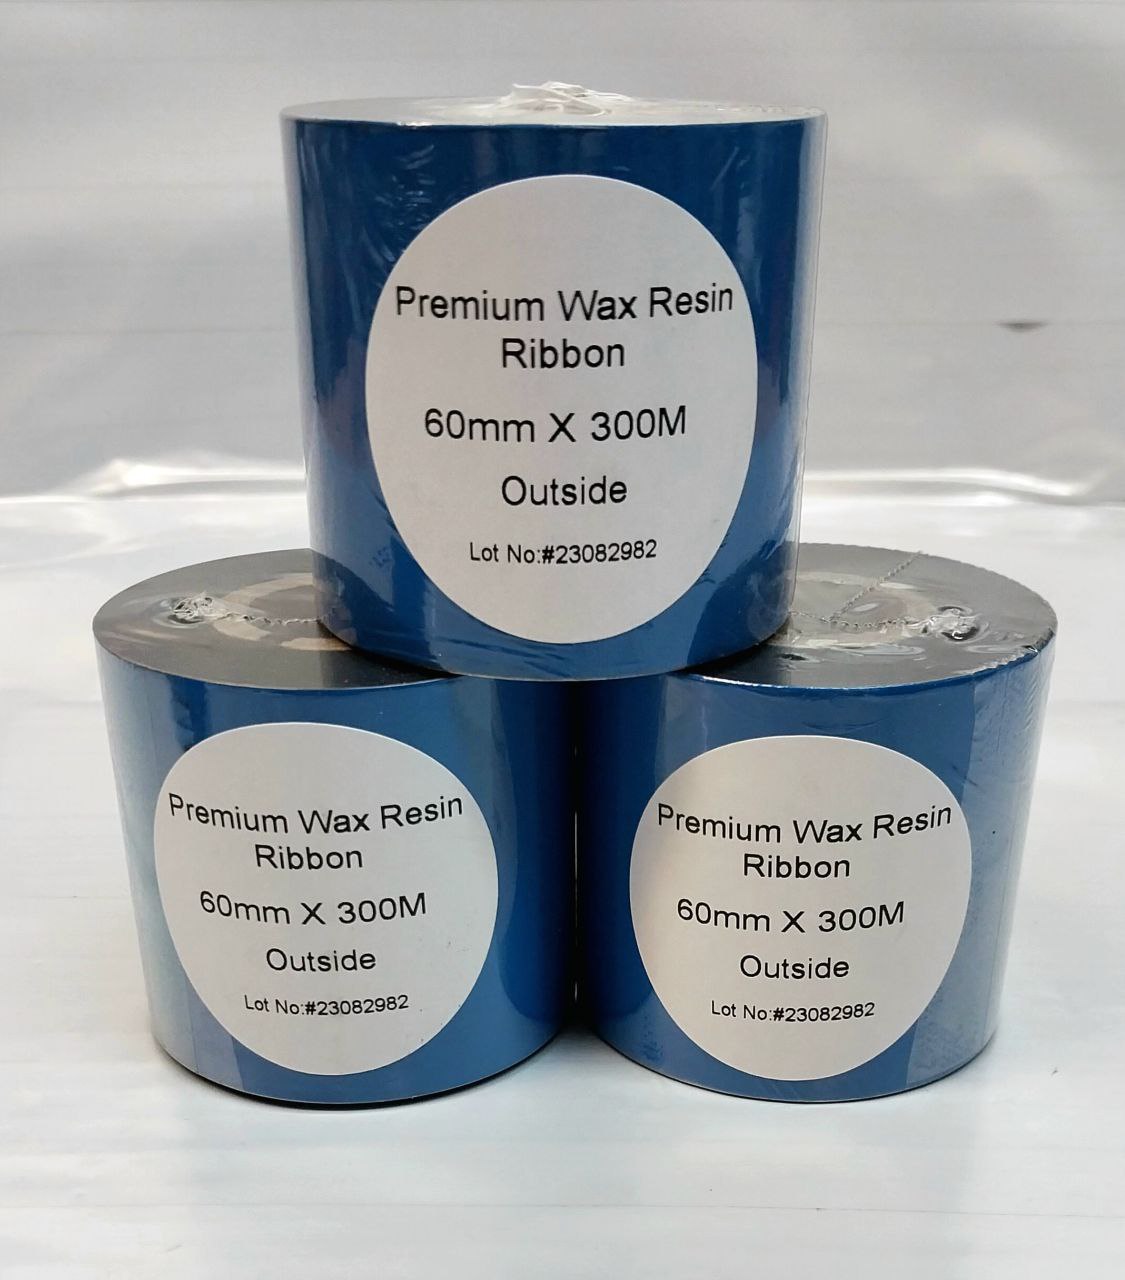 Premium Wax Resin
Ribbon
60mm X 300M
Outside
Lot No:#23082982
Premium Wax Resin
Ribbon
60mm X 300M
Outside
Lot No:#23082982
Premium Wax Resin
Ribbon
60mm X 300M
Outside
Lot No:#23082982